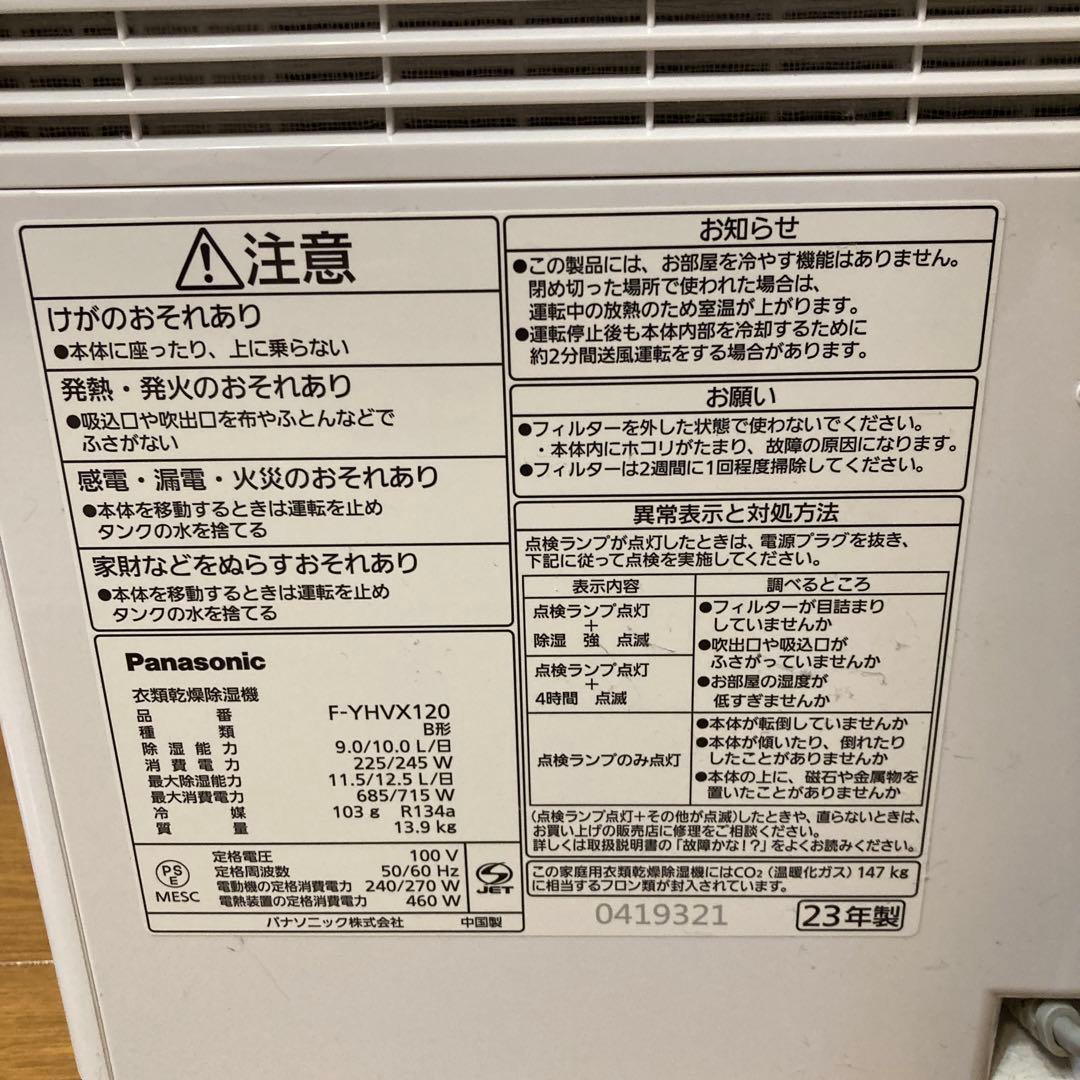 注意
けがのおそれあり
●本体に座ったり、上に乗らない
発熱・発火のおそれあり
●吸込口や吹出口を布やふとんなどで
ふさがない
感電・漏電・火災のおそれあり
●本体を移動するときは運転を止め
タンクの水を捨てる
家財などをぬらすおそれあり
●本体を移動するときは運転を止め
タンクの水を捨てる
Panasonic
衣類乾燥除湿機
品番 F-YHVX120
種類 B形
除湿能力 9.0/10.0 L/日
消費電力 225/245 W
最大除湿能力 11.5/12.5 L/日
最大消費電力 685/715 W
冷媒 103 g R134a
質量 13.9 kg
PSE
MESC
定格電圧 100 V
定格周波数 50/60 Hz
電動機の定格消費電力 240/270 W
電熱装置の定格消費電力 460 W
S JET
パナソニック株式会社 中国製
お知らせ
●この製品には、お部屋を冷やす機能はありません。
閉め切った場所で使われた場合は、
運転中の放熱のため室温が上がります。
●運転停止後も本体内部を冷却するために
約2分間送風運転をする場合があります。
お願い
●フィルターを外した状態で使わないでください。
・本体内にホコリがたまり、故障の原因になります。
●フィルターは2週間に1回程度掃除してください。
異常表示と対処方法
点検ランプが点灯したときは、電源プラグを抜き、
下記に従って点検を実施してください。
表示内容 調べるところ
点検ランプ点灯
+
除湿 強 点滅
点検ランプ点灯
+
4時間 点滅
●フィルターが目詰まり
していませんか
●吹出口や吸込口が
ふさがっていませんか
●お部屋の湿度が
低すぎませんか
点検ランプのみ点灯
●本体が転倒していませんか
●本体が傾いたり、倒れたり
したことがありませんか
●本体の上に、磁石や金属物を
置いたことがありませんか
(点検ランプ点灯+その他が点滅)したときや、直らないときは、
お買い上げの販売店に修理をご相談ください。
詳しくは取扱説明書の「故障かな!?」をよくお読みください。
この家庭用衣類乾燥除湿機にはCO2(温暖化ガス)147 kg
に相当するフロン類が封入されています。
0419321 23年製